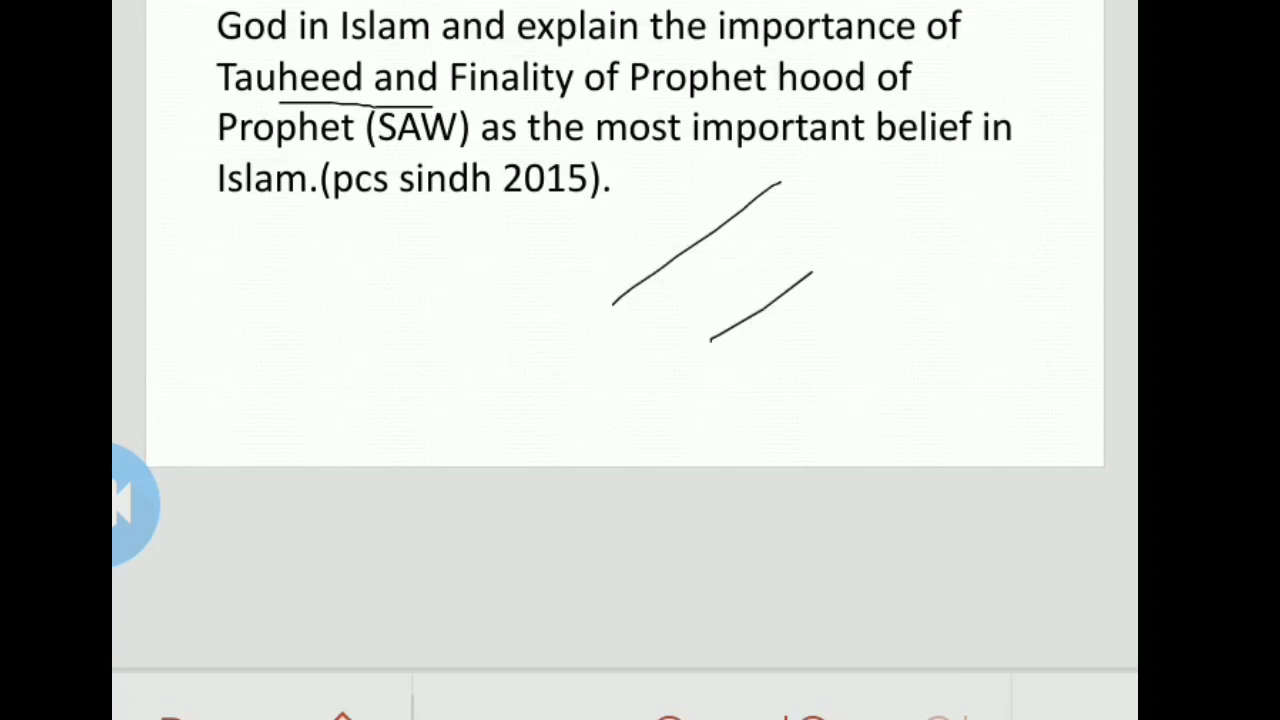 God in Islam and explain the importance of
Tauheed and Finality of Prophet hood of
Prophet (SAW) as the most important belief in
Islam.(pcs sindh 2015).